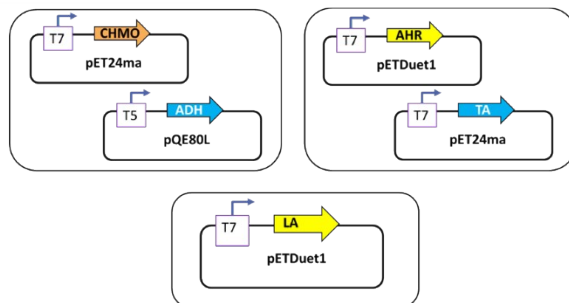 T7
CHMO
pET24ma
T5
ADH
pQE80L
T7
AHR
pETDuet1
T7
TA
pET24ma
T7
LA
pETDuet1